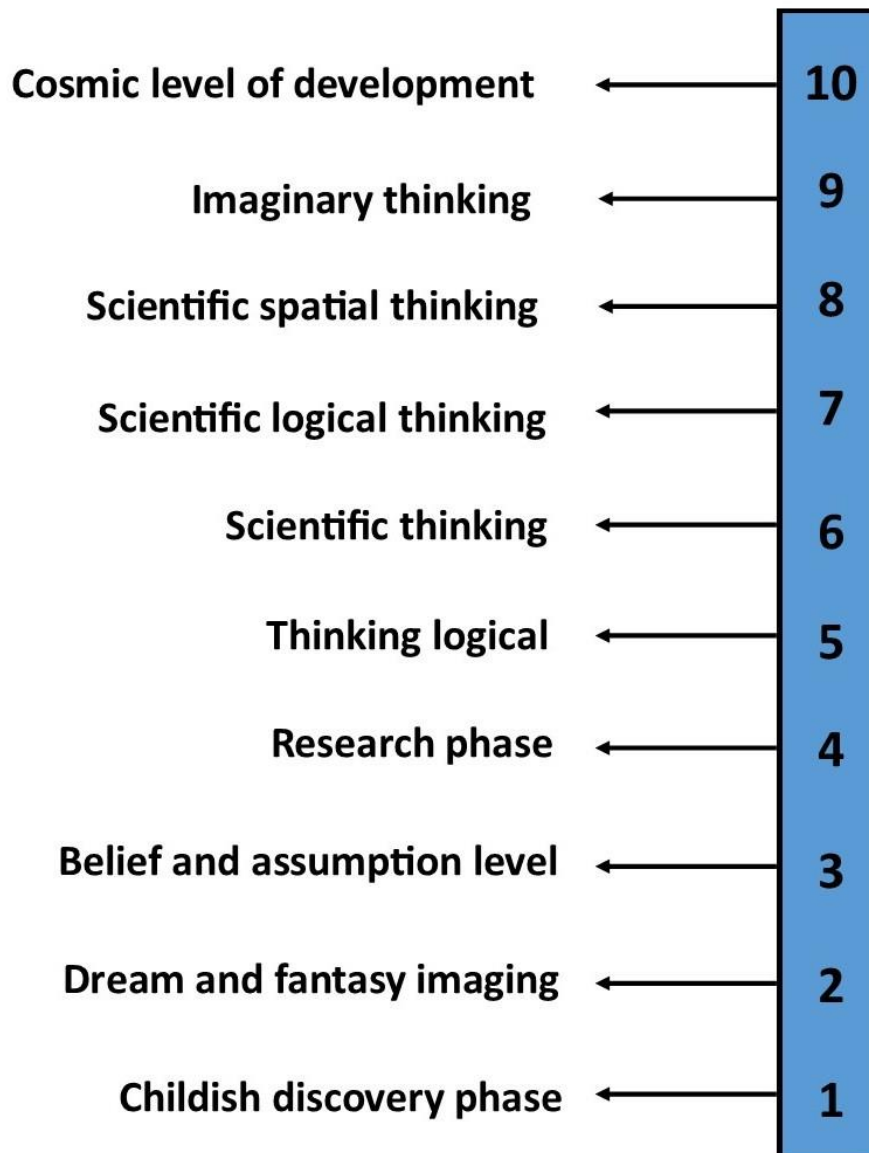 Cosmic level of development 10
Imaginary thinking 9
Scientific spatial thinking 8
Scientific logical thinking 7
Scientific thinking 6
Thinking logical 5
Research phase 4
Belief and assumption level 3
Dream and fantasy imaging 2
Childish discovery phase 1